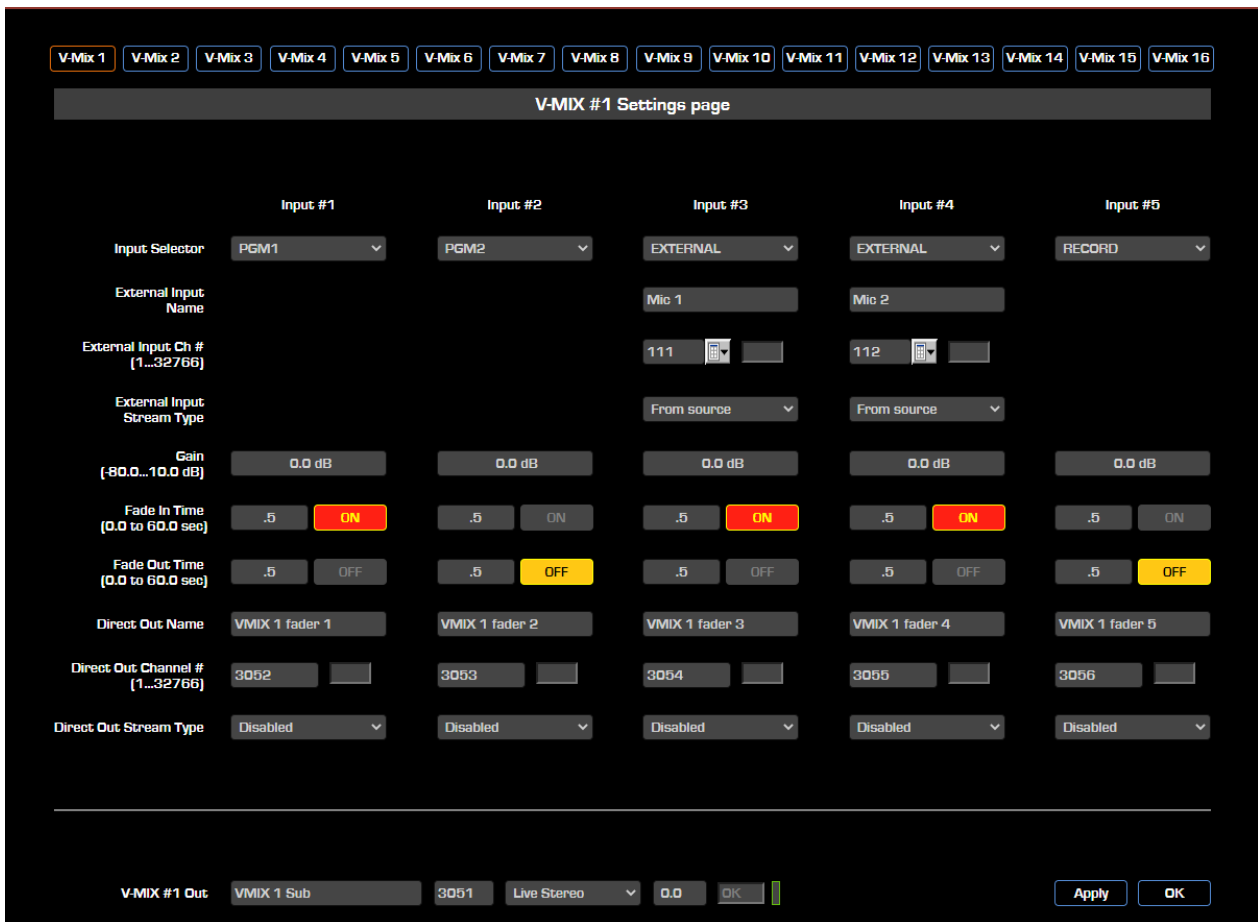 V-Mix 1 V-Mix 2 V-Mix 3 V-Mix 4 V-Mix 5 V-Mix 6 V-Mix 7 V-Mix 8 V-Mix 9 V-Mix 10 V-Mix 11 V-Mix 12 V-Mix 13 V-Mix 14 V-Mix 15 V-Mix 16
V-MIX #1 Settings page
Input #1 Input #2 Input #3 Input #4 Input #5
Input Selector PGM1 PGM2 EXTERNAL EXTERNAL RECORD
External Input
Name Mic 1 Mic 2
External Input Ch #
(1...32766) 111 112
External Input
Stream Type From source From source
Gain
(-80.0...10.0 dB) 0.0 dB 0.0 dB 0.0 dB 0.0 dB 0.0 dB
Fade In Time
(0.0 to 60.0 sec) .5 ON .5 ON .5 ON .5 ON .5 ON
Fade Out Time
(0.0 to 60.0 sec) .5 OFF .5 OFF .5 OFF .5 OFF .5 OFF
Direct Out Name VMIX 1 fader 1 VMIX 1 fader 2 VMIX 1 fader 3 VMIX 1 fader 4 VMIX 1 fader 5
Direct Out Channel #
(1...32766) 3052 3053 3054 3055 3056
Direct Out Stream Type Disabled Disabled Disabled Disabled Disabled
V-MIX #1 Out VMIX 1 Sub 3051 Live Stereo 0.0 OK Apply OK